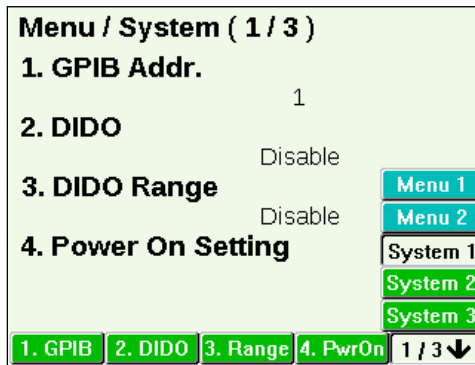 Menu / System ( 1 / 3 )
1. GPIB Addr.
1
2. DIDO
Disable
3. DIDO Range
Disable
4. Power On Setting
Menu 1
Menu 2
System 1
System 2
System 3
1. GPIB 2. DIDO 3. Range 4. PwrOn 1 / 3